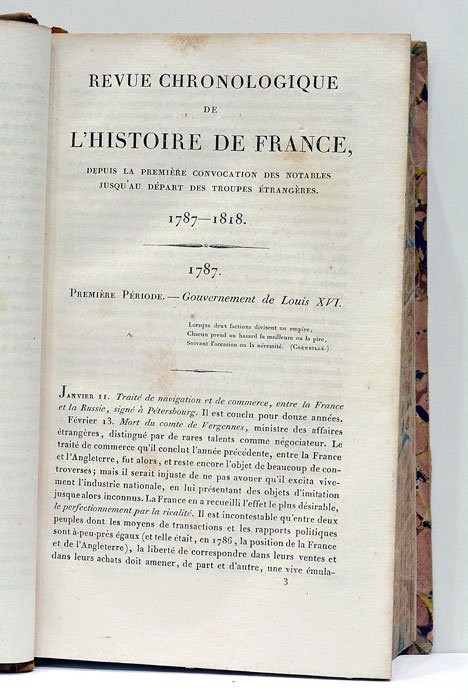 REVUE CHRONOLOGIQUE
DE
L'HISTOIRE DE FRANCE,
DEPUIS LA PREMIÈRE CONVOCATION DES NOTABLES
JUSQU'AU DÉPART DES TROUPES ÉTRANGÈRES.
1787—1818.
1787.
PREMIÈRE PÉRIODE. — Gouvernement de Louis XVI.
Lorsque deux factions divisent un empire,
Chacun prend au hasard la meilleure ou la pire,
Suivant l'occasion ou la nécessité. (CORNEILLE.)
JANVIER 11. Traité de navigation et de commerce, entre la France
et la Russie, signé à Pétersbourg. Il est conclu pour douze années.
Février 13. Mort du comte de Vergennes, ministre des affaires
étrangères, distingué par de rares talents comme négociateur. Le
traité de commerce qu'il conclut l'année précédente, entre la France
et l'Angleterre, fut alors, et reste encore l'objet de beaucoup de con-
troverses; mais il serait injuste de ne pas avouer qu'il excita vive-
ment l'industrie nationale, en lui présentant des objets d'imitation
jusque alors inconnus. La France en a recueilli l'effet le plus désirable,
le perfectionnement par la rivalité. Il est incontestable qu'entre deux
peuples dont les moyens de transactions et les rapports politiques
sont à-peu-près égaux (et telle était, en 1786, la position de la France
et de l'Angleterre), la liberté de correspondre dans leurs ventes et
dans leurs achats doit amener, de part et d'autre, une vive émula-
3